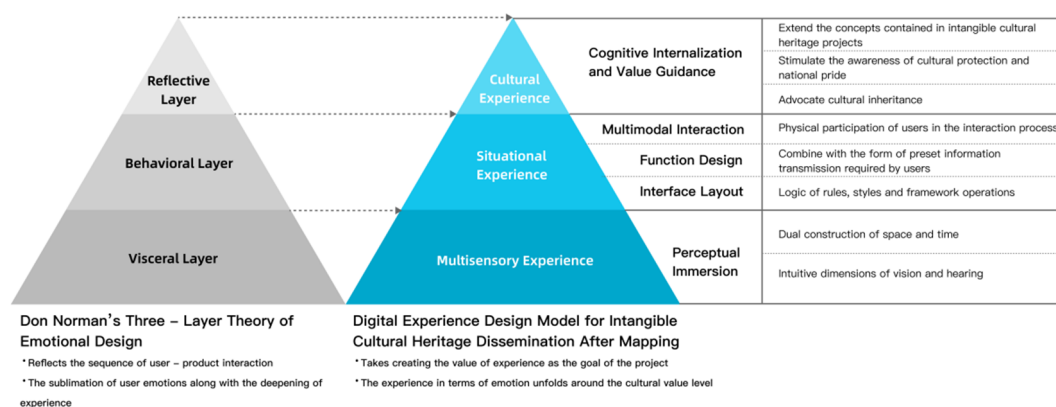 Reflective
Layer
Behavioral Layer
Visceral Layer
Cultural
Experience
Situational
Experience
Multisensory Experience
Cognitive Internalization
and Value Guidance
Extend the concepts contained in intangible cultural
heritage projects
Stimulate the awareness of cultural protection and
national pride
Advocate cultural inheritance
Multimodal Interaction
Physical participation of users in the interaction process
Function Design
Combine with the form of preset information
transmission required by users
Interface Layout
Logic of rules, styles and framework operations
Perceptual
Immersion
Dual construction of space and time
Intuitive dimensions of vision and hearing
Don Norman's Three – Layer Theory of
Emotional Design
•Reflects the sequence of user – product interaction
•The sublimation of user emotions along with the deepening of
experience
Digital Experience Design Model for Intangible
Cultural Heritage Dissemination After Mapping
•Takes creating the value of experience as the goal of the project
•The experience in terms of emotion unfolds around the cultural value level